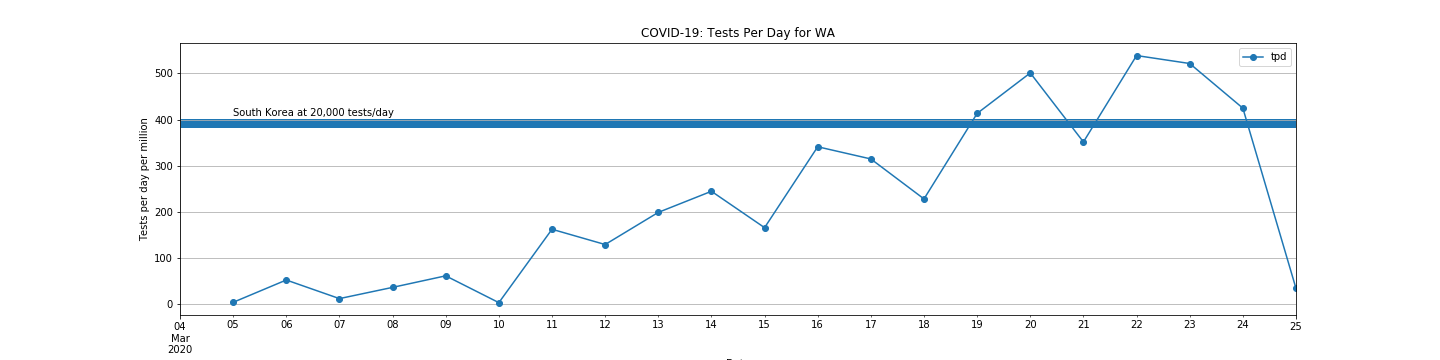 COVID-19: Tests Per Day for WA
tpd
500
South Korea at 20,000 tests/day
400
300
200
100
0
Tests per day per million
04 05 06 07 08 09 10 11 12 13 14 15 16 17 18 19 20 21 22 23 24 25
Mar
2020